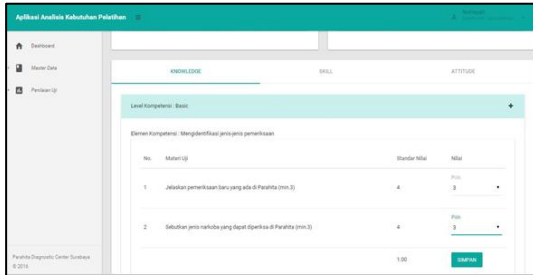 Aplikasi Analisis Kebutuhan Pelatihan
Dashboard
Master Data
Penilaian Uji
KNOWLEDGE SKILL ATTITUDE
Level Kompetensi : Basic +
Elemen Kompetensi : Mengidentifikasi jenis-jenis pemeriksaan
No. Materi Uji Standar Nilai Nilai
Pilih
1 Jelaskan pemeriksaan baru yang ada di Parahita (min.3) 4 3
Pilih
2 Sebutkan jenis narkoba yang dapat diperiksa di Parahita (min.3) 4 3
1.00 SIMPAN
Parahita Diagnostic Center Surabaya
© 2016